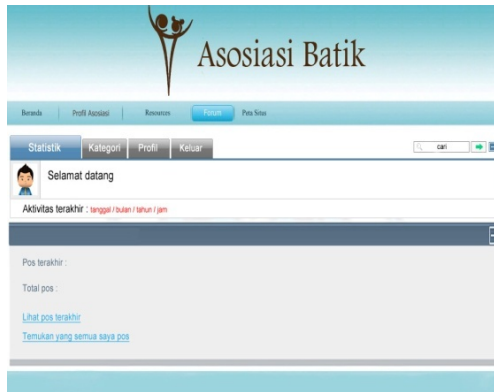 Asosiasi Batik
Beranda Profil Asosiasi Resources Forum Peta Situs
Statistik Kategori Profil Keluar cari
Selamat datang
Aktivitas terakhir : tanggal / bulan / tahun / jam
Pos terakhir :
Total pos :
Lihat pos terakhir
Temukan yang semua saya pos